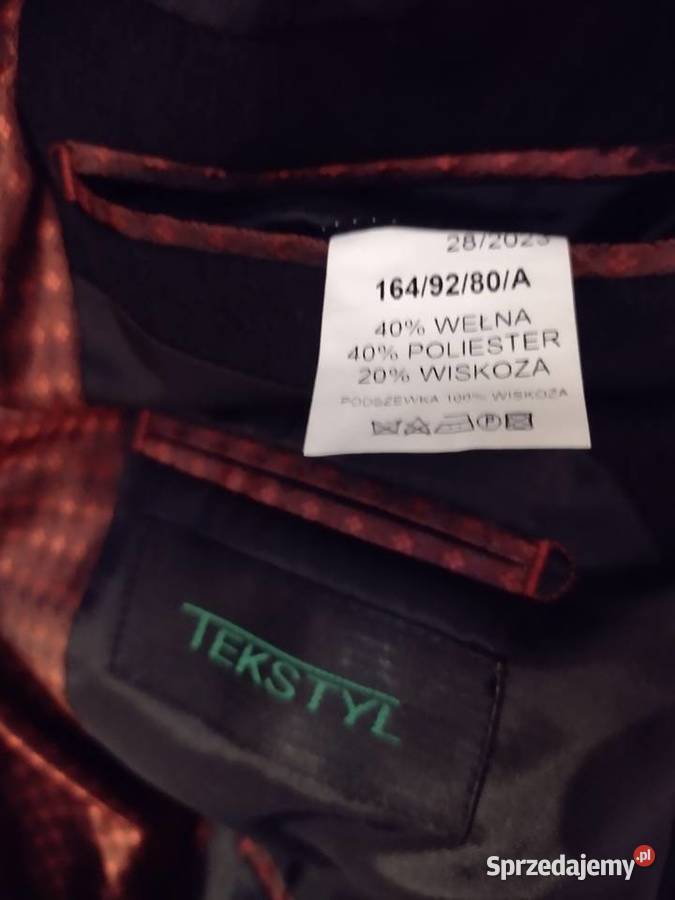 28/2023
164/92/80/A
40% WEŁNA
40% POLIESTER
20% WISKOZA
PODSZEWKA 100% WISKOZA
TEKSTYL
Sprzedajemy.pl